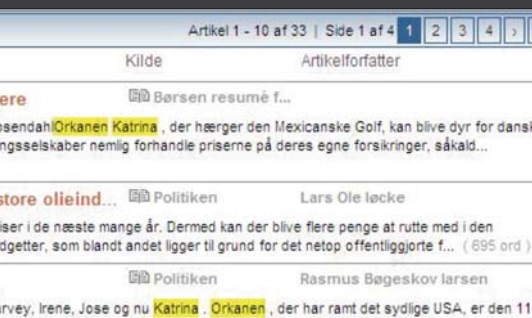 Artikel 1 - 10 af 33 | Side 1 af 4 1 2 3 4 ›
Kilde Artikelforfatter
ere Børsen resumé f...
osendahlOrkanen Katrina , der hærger den Mexicanske Golf, kan blive dyr for dansk
ngsselskaber nemlig forhandle priserne på deres egne forsikringer, såkald...
store olieind... Politiken Lars Ole løcke
iser i de næste mange år. Dermed kan der blive flere penge at rutte med i den
dgetter, som blandt andet ligger til grund for det netop offentliggjorte f... ( 695 ord )
Politiken Rasmus Bøgeskov larsen
urvey, Irene, Jose og nu Katrina . Orkanen , der har ramt det sydlige USA, er den 11